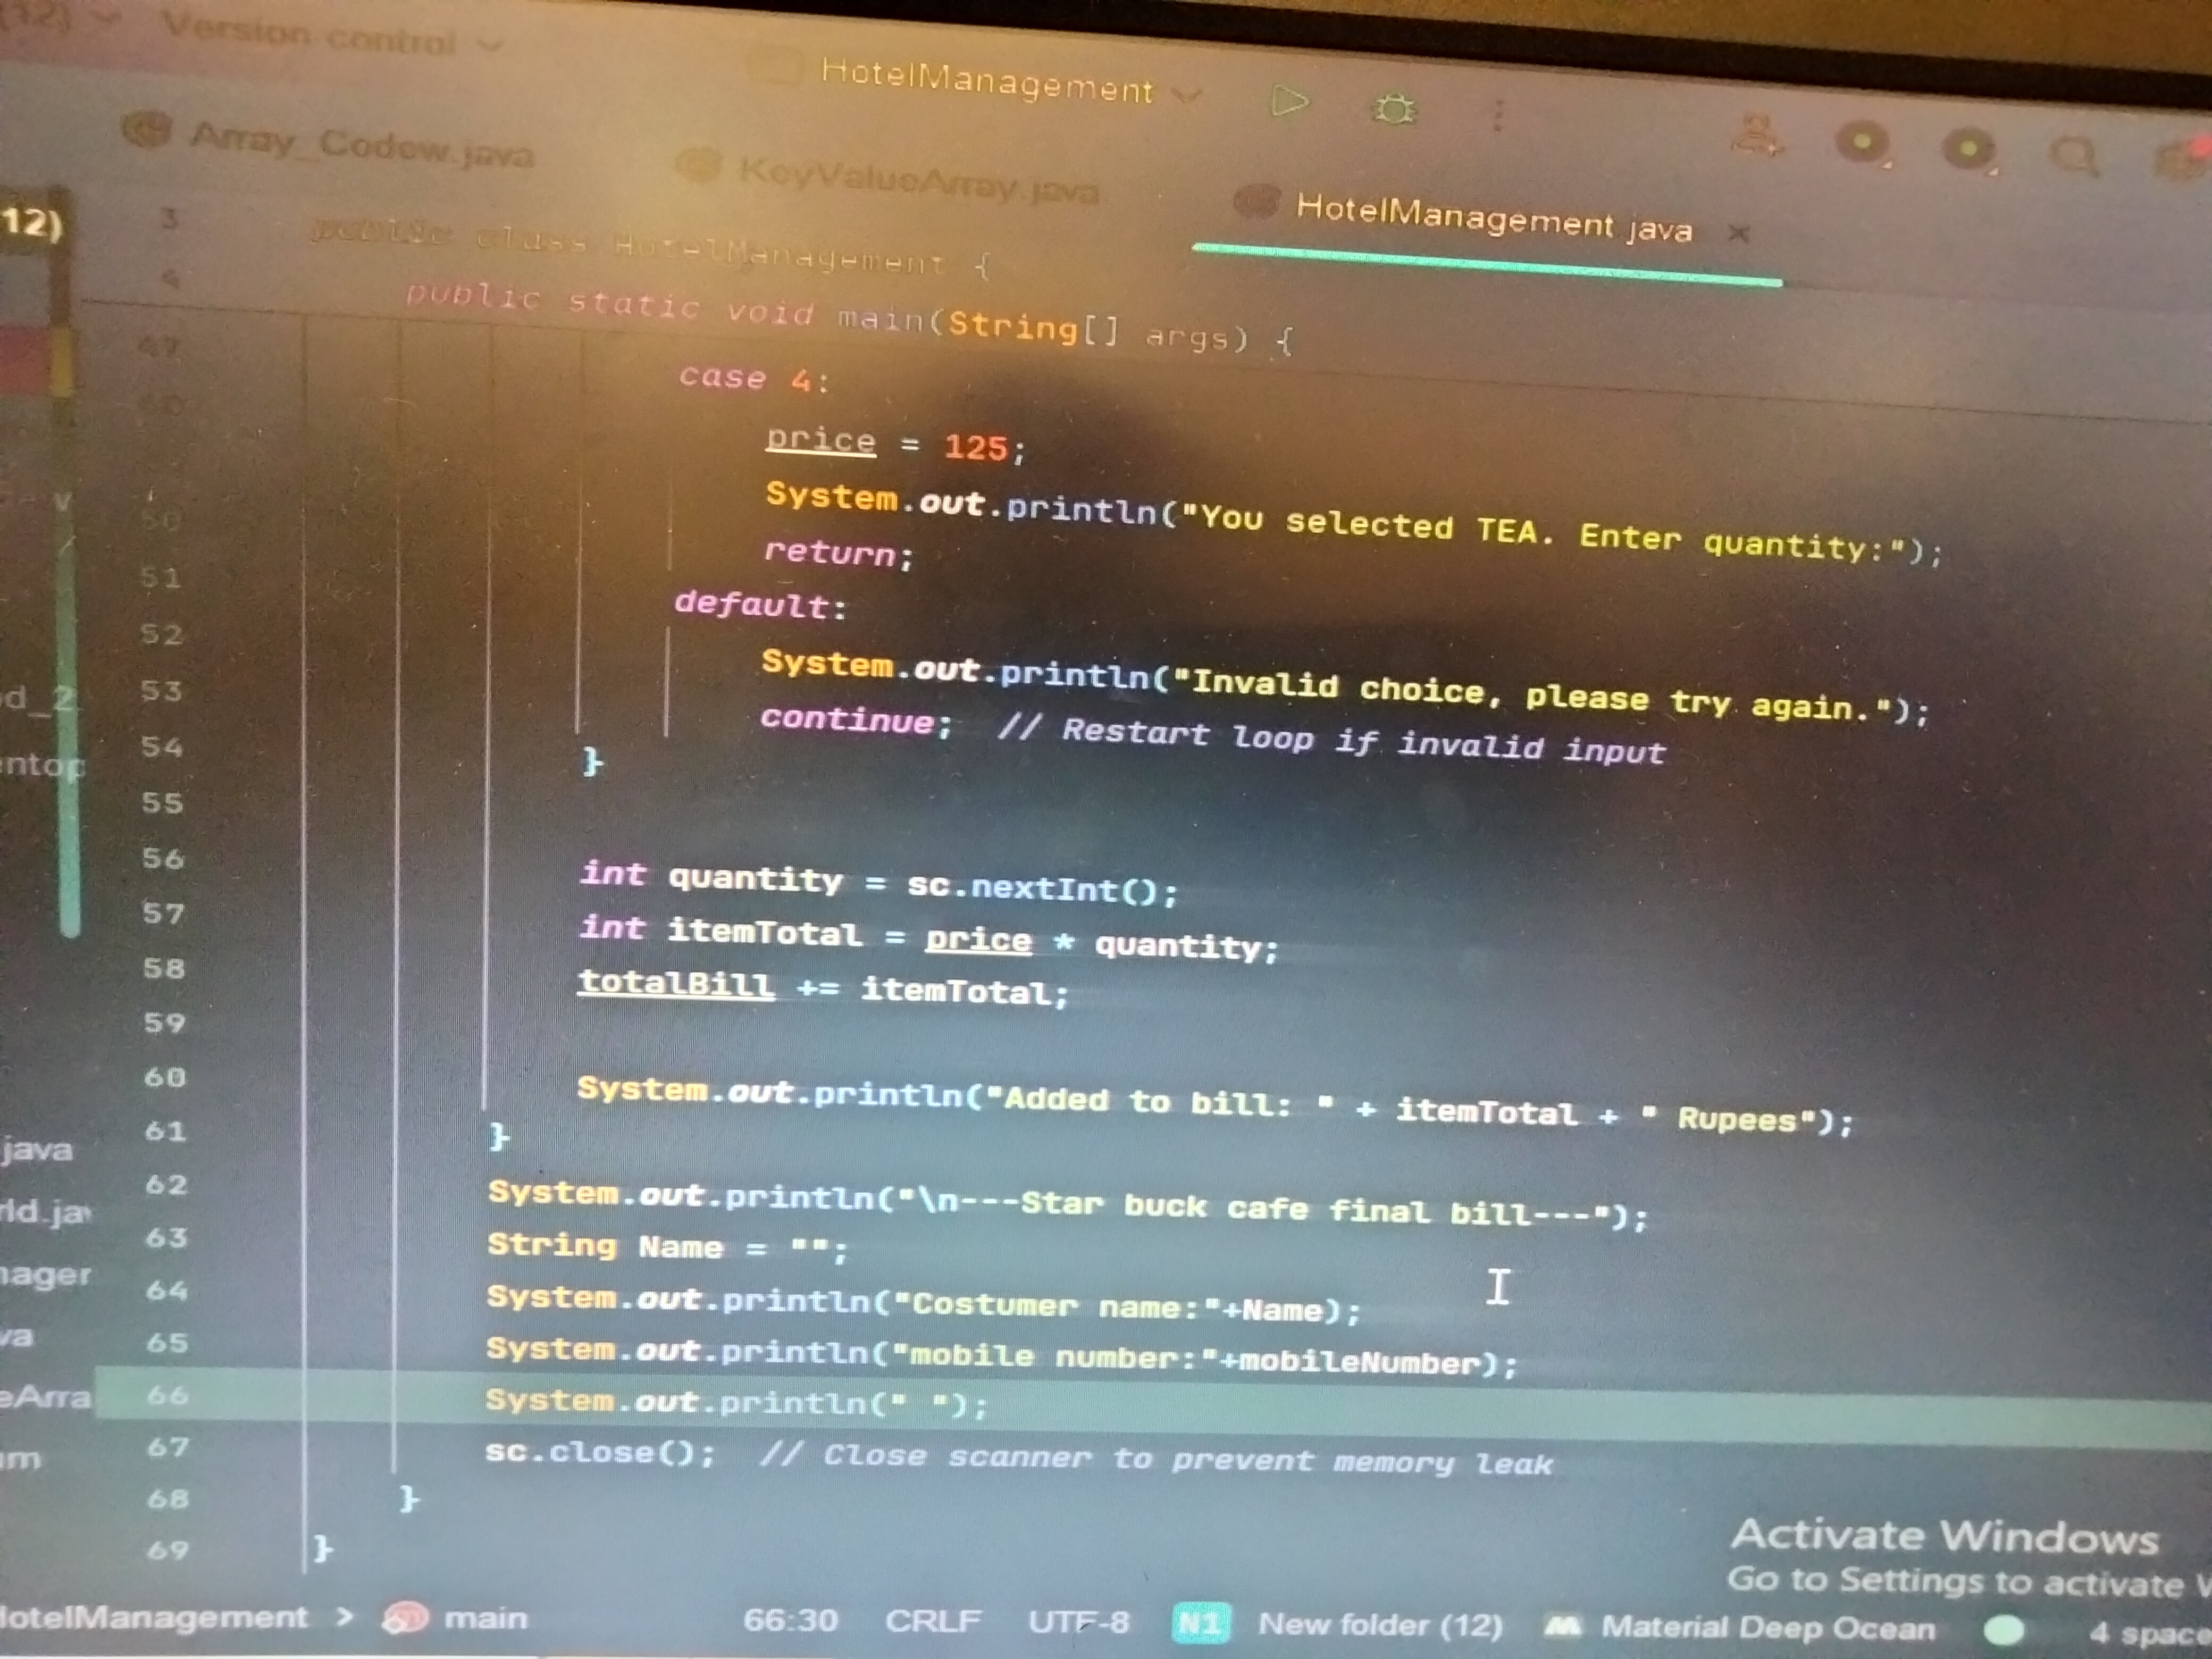 12)
Version control
HotelManagement
Array_Codew.java
KeyValueArray.java
HotelManagement.java
12)
3 public class HotelManagement {
4 public static void main(String[] args) {
47 case 4:
price = 125;
System.out.println("You selected TEA. Enter quantity:");
50 return;
51 default:
52 System.out.println("Invalid choice, please try again.");
53 continue; // Restart loop if invalid input
54 }
55
56 int quantity = sc.nextInt();
57 int itemTotal = price * quantity;
58 totalBill += itemTotal;
59
60 System.out.println("Added to bill: " + itemTotal + " Rupees");
61 }
62 System.out.println("\n---Star buck cafe final bill---");
63 String Name = "";
64 System.out.println("Costumer name:"+Name);
65 System.out.println("mobile number:"+mobileNumber);
66 System.out.println(" ");
67 sc.close(); // Close scanner to prevent memory leak
68 }
69 }
d_2
ntop
java
rld.jav
nager
va
eArra
um
Activate Windows
Go to Settings to activate W
HotelManagement > m main
66:30 CRLF UTF-8 N1 New folder (12) Material Deep Ocean 4 space